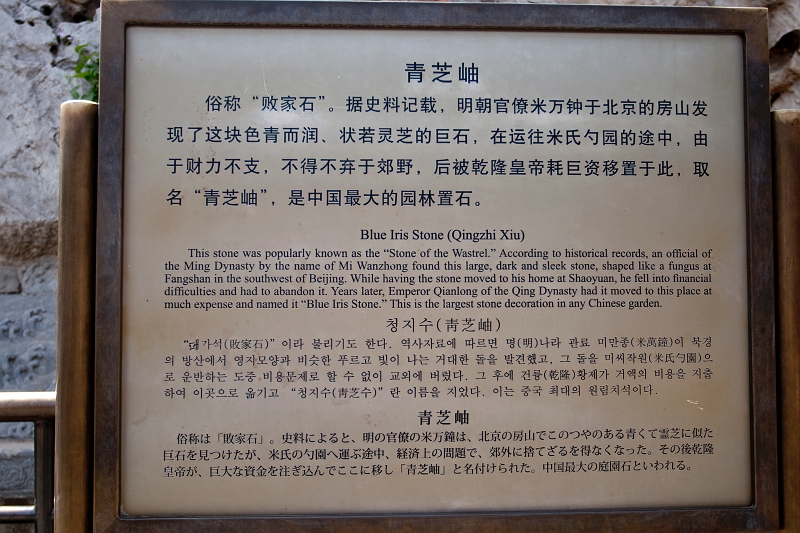 青芝岫
俗称“败家石”。据史料记载，明朝官僚米万钟于北京的房山发
现了这块色青而润、状若灵芝的巨石，在运往米氏勺园的途中，由
于财力不支，不得不弃于郊野，后被乾隆皇帝耗巨资移置于此，取
名“青芝岫”，是中国最大的园林置石。
Blue Iris Stone (Qingzhi Xiu)
This stone was popularly known as the “Stone of the Wastrel.” According to historical records, an official of
the Ming Dynasty by the name of Mi Wanzhong found this large, dark and sleek stone, shaped like a fungus at
Fangshan in the southwest of Beijing. While having the stone moved to his home at Shaoyuan, he fell into financial
difficulties and had to abandon it. Years later, Emperor Qianlong of the Qing Dynasty had it moved to this place at
much expense and named it “Blue Iris Stone.” This is the largest stone decoration in any Chinese garden.
청지수(靑芝岫)
“패가석(敗家石)”이라 불리기도 한다. 역사자료에 따르면 명(明)나라 관료 미만종(米萬鐘)이 북경
의 방산에서 영자모양과 비슷한 푸르고 빛이 나는 거대한 돌을 발견했고, 그 돌을 미씨작원(米氏勺園)으
로 운반하는 도중 비용문제로 할 수 없이 교외에 버렸다. 그 후에 건륭(乾隆)황제가 거액의 비용을 지출
하여 이곳으로 옮기고 “청지수(靑芝岫)”란 이름을 지었다. 이는 중국 최대의 원림치석이다.
青芝岫
俗称は「敗家石」。史料によると、明の官僚の米万鐘は、北京の房山でこのつやのある青くて霊芝に似た
巨石を見つけたが、米氏の勺園へ運ぶ途中、経済上の問題で、郊外に捨てざるを得なくなった。その後乾隆
皇帝が、巨大な資金を注ぎ込んでここに移し「青芝岫」と名付けられた。中国最大の庭園石といわれる。